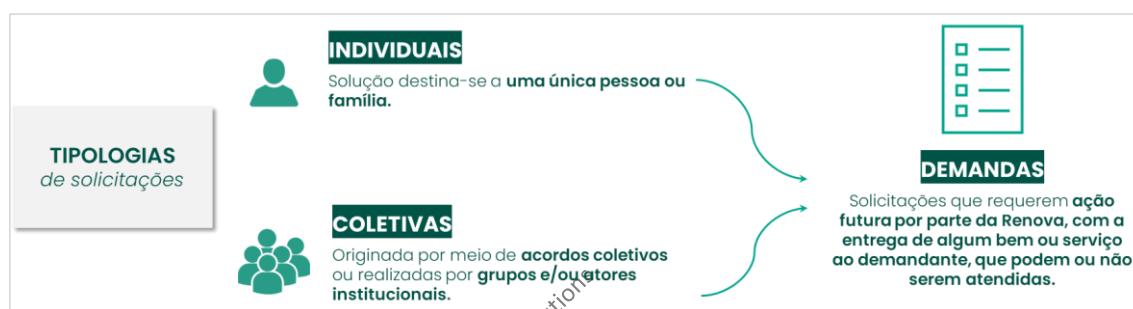 TIPOLOGIAS
de solicitações
INDIVIDUAIS
Solução destina-se a uma única pessoa ou
família.
COLETIVAS
Originada por meio de acordos coletivos
ou realizadas por grupos e/ou atores
institucionais.
DEMANDAS
Solicitações que requerem ação
futura por parte da Renova, com a
entrega de algum bem ou serviço
ao demandante, que podem ou não
serem atendidas.